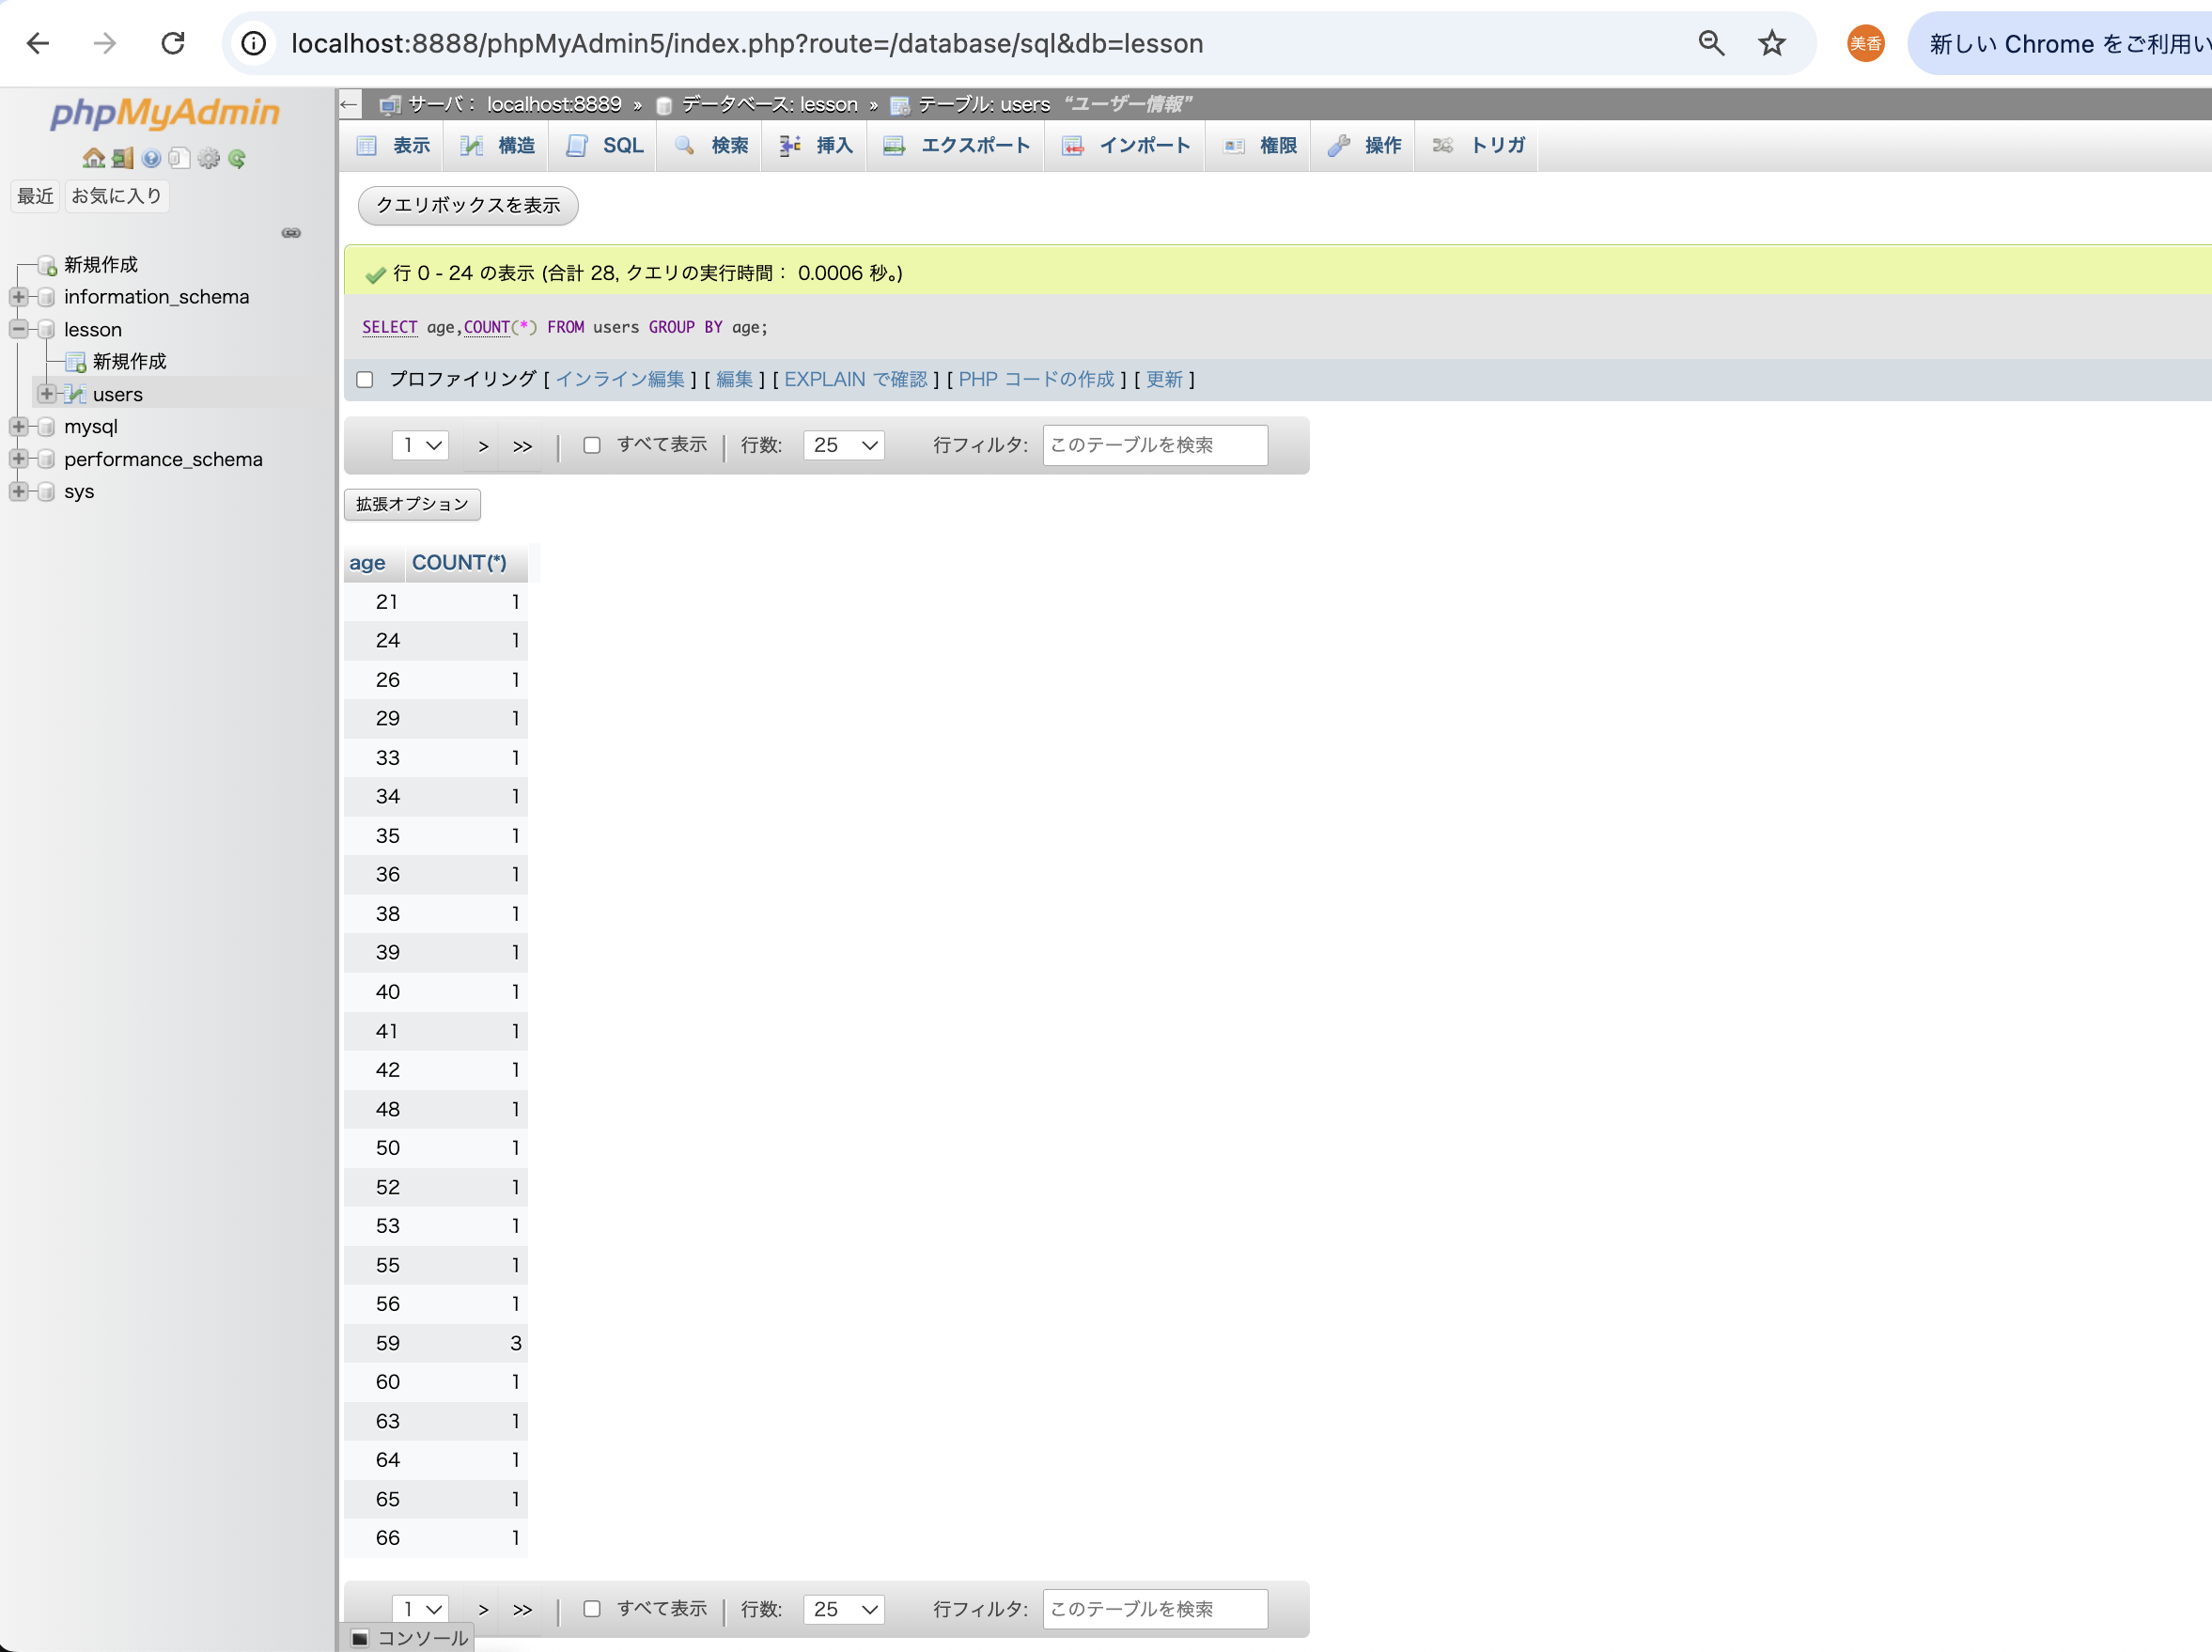 localhost:8888/phpMyAdmin5/index.php?route=/database/sql&db=lesson
美香
新しい Chrome をご利用い
phpMyAdmin
最近 お気に入り
新規作成
information_schema
lesson
新規作成
users
mysql
performance_schema
sys
サーバ: localhost:8889 » データベース: lesson » テーブル: users “ユーザー情報”
表示 構造 SQL 検索 挿入 エクスポート インポート 権限 操作 トリガ
クエリボックスを表示
行 0 - 24 の表示 (合計 28, クエリの実行時間: 0.0006 秒。)
SELECT age,COUNT(*) FROM users GROUP BY age;
プロファイリング [ インライン編集 ] [ 編集 ] [ EXPLAIN で確認 ] [ PHP コードの作成 ] [ 更新 ]
1 > >> | すべて表示 | 行数: 25 行フィルタ: このテーブルを検索
拡張オプション
age COUNT(*)
21 1
24 1
26 1
29 1
33 1
34 1
35 1
36 1
38 1
39 1
40 1
41 1
42 1
48 1
50 1
52 1
53 1
55 1
56 1
59 3
60 1
63 1
64 1
65 1
66 1
1 > >> | すべて表示 | 行数: 25 行フィルタ: このテーブルを検索
コンソール